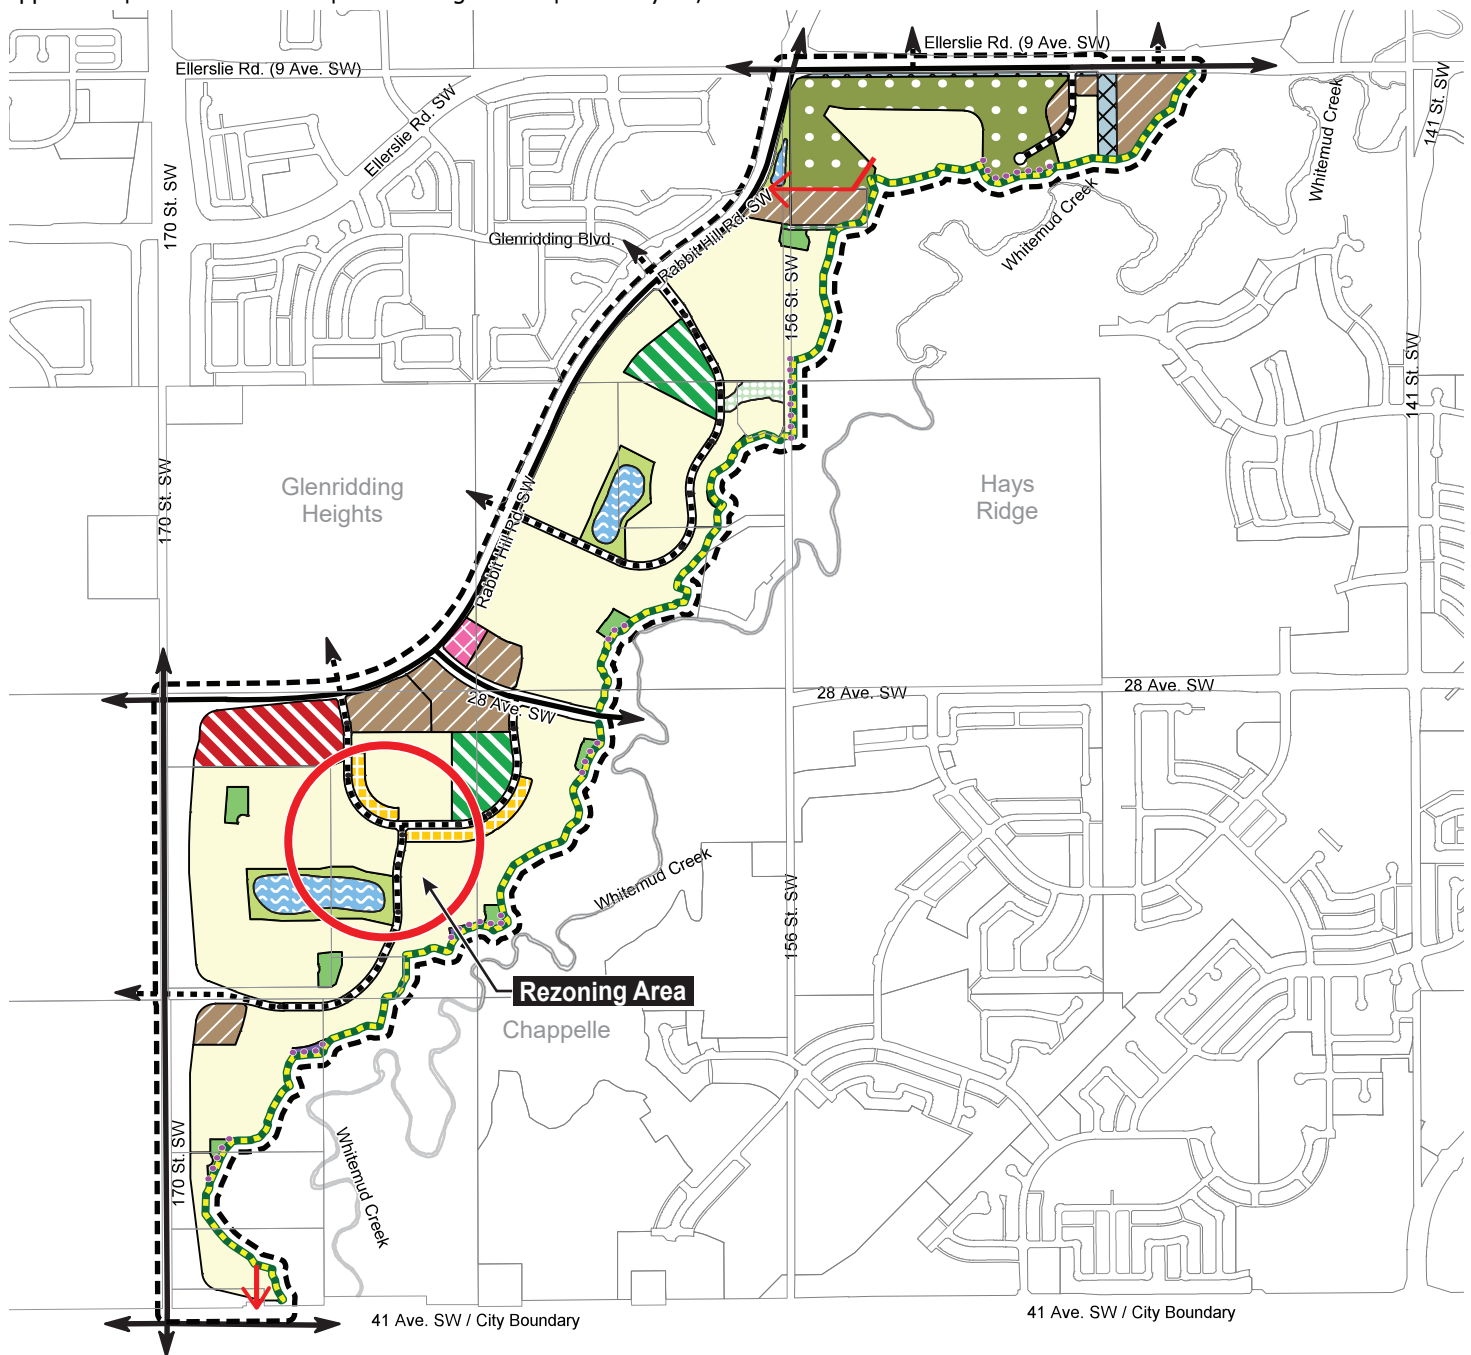 Ellerslie Rd. (9 Ave. SW)
Ellerslie Rd. (9 Ave. SW)
Ellerslie Rd. SW
141 St. SW
Whitemud Creek
170 St. SW
Whitemud Creek
Glenridding Blvd.
Rabbit Hill Rd. SW
156 St. SW
141 St. SW
Glenridding
Heights
Hays
Ridge
170 St. SW
Rabbit Hill Rd. SW
28 Ave. SW
28 Ave. SW
28 Ave. SW
Whitemud Creek
156 St. SW
Rezoning Area
Chappelle
170 St. SW
Whitemud Creek
41 Ave. SW / City Boundary
41 Ave. SW / City Boundary